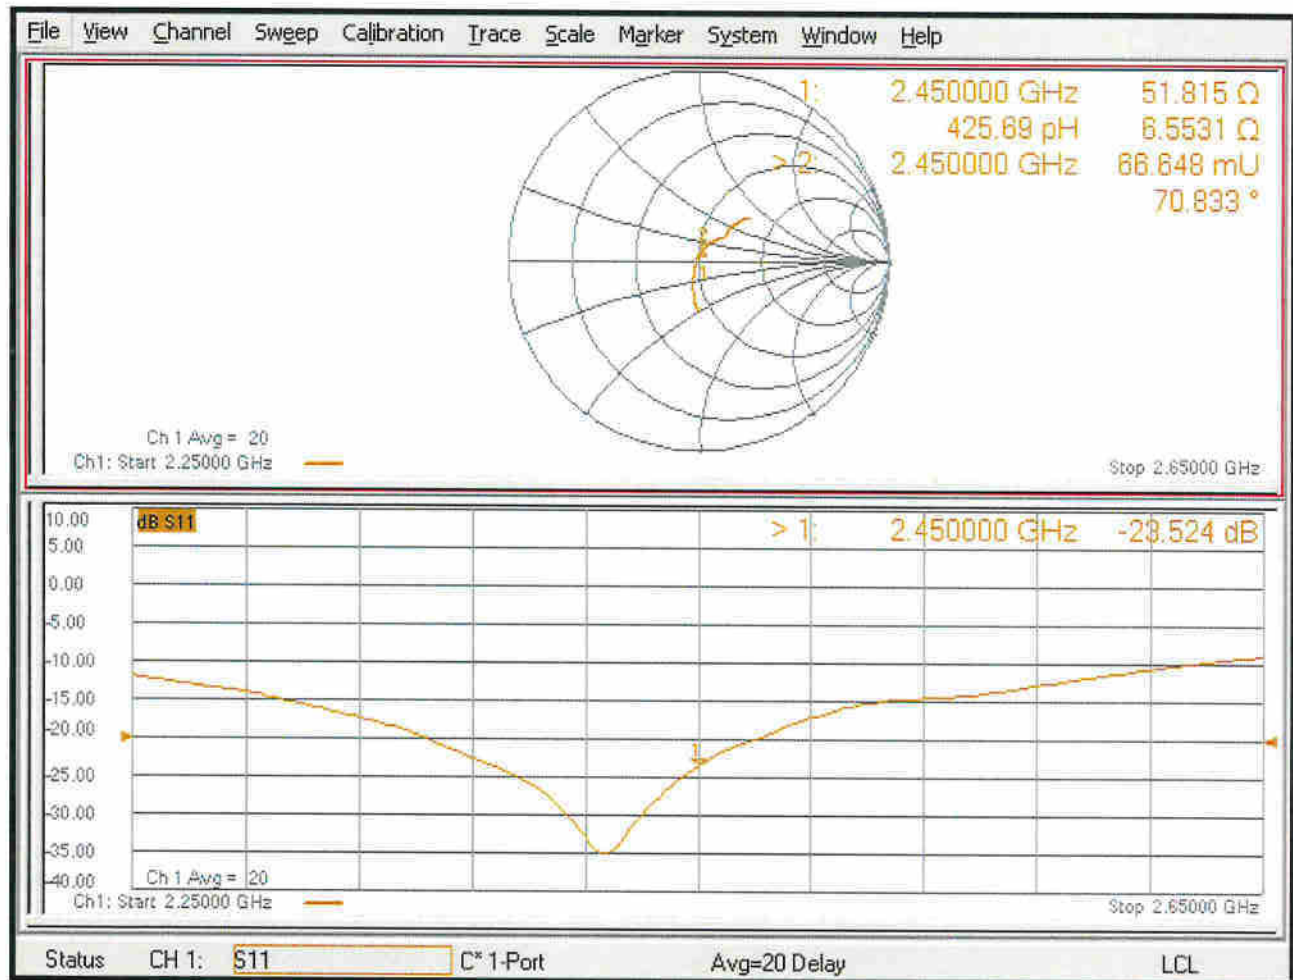 File View Channel Sweep Calibration Trace Scale Marker System Window Help
1: 2.450000 GHz 51.815 Ω
425.69 pH 6.5531 Ω
> 2: 2.450000 GHz 66.648 mU
70.833 °
Ch 1 Avg = 20
Ch1: Start 2.25000 GHz Stop 2.65000 GHz
10.00 dB S11 > 1: 2.450000 GHz -23.524 dB
5.00
0.00
-5.00
-10.00
-15.00
-20.00
1
-25.00
-30.00
-35.00
-40.00 Ch 1 Avg = 20
Ch1: Start 2.25000 GHz Stop 2.65000 GHz
Status CH 1: S11 C* 1-Port Avg=20 Delay LCL